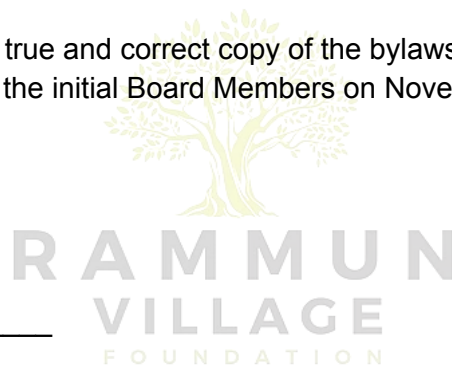 true and correct copy of the bylaws
the initial Board Members on Nove
RAMMUN
VILLAGE
FOUNDATION